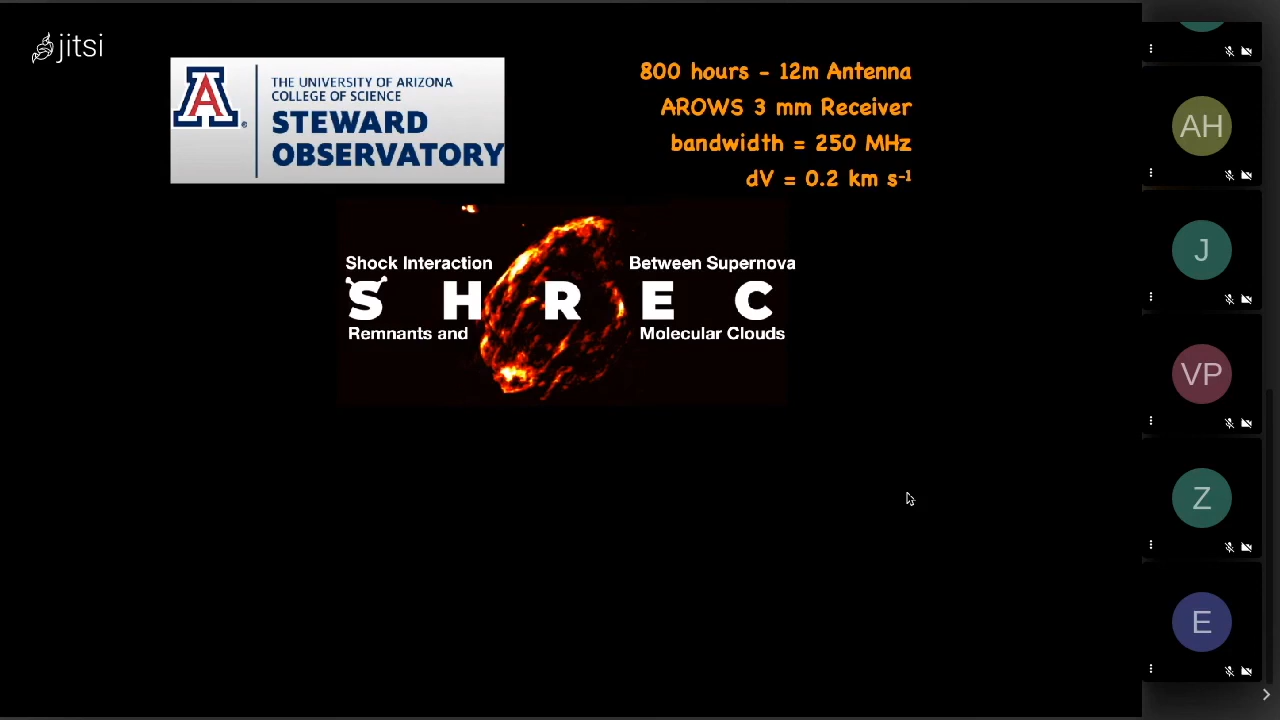 jitsi
THE UNIVERSITY OF ARIZONA
COLLEGE OF SCIENCE
STEWARD
OBSERVATORY
A
800 hours - 12m Antenna
AROWS 3 mm Receiver
bandwidth = 250 MHz
dV = 0.2 km s⁻¹
Shock Interaction Between Supernova
S H R E C
Remnants and Molecular Clouds
AH
J
VP
Z
E